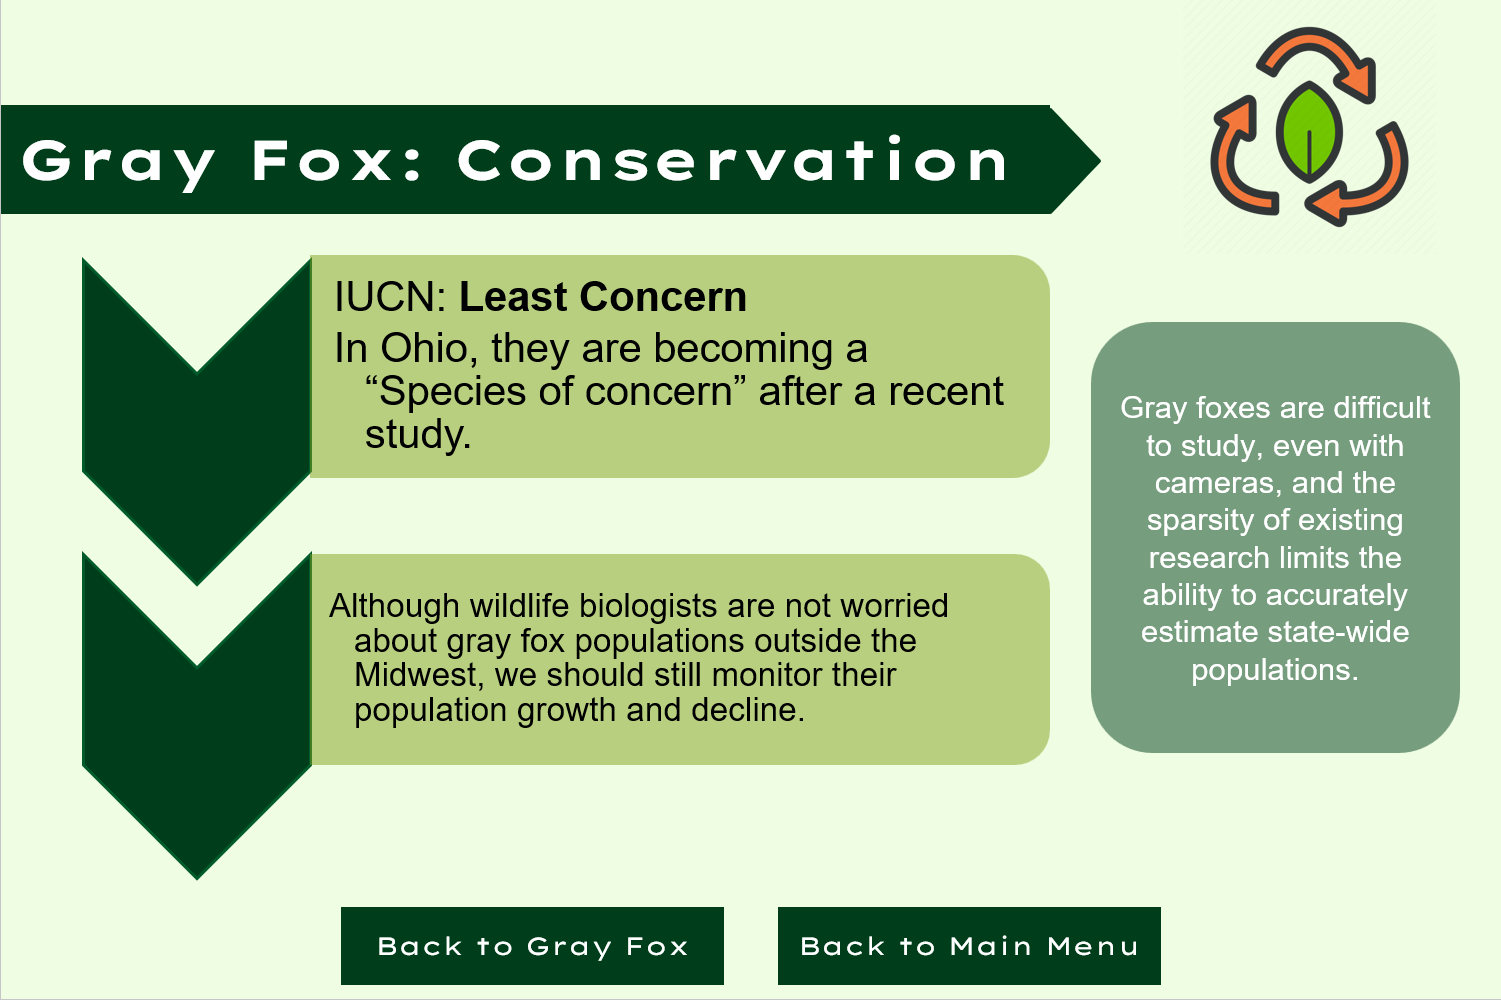 Gray Fox: Conservation
IUCN: Least Concern
In Ohio, they are becoming a
“Species of concern” after a recent
study.
Although wildlife biologists are not worried
about gray fox populations outside the
Midwest, we should still monitor their
population growth and decline.
Gray foxes are difficult
to study, even with
cameras, and the
sparsity of existing
research limits the
ability to accurately
estimate state-wide
populations.
Back to Gray Fox
Back to Main Menu